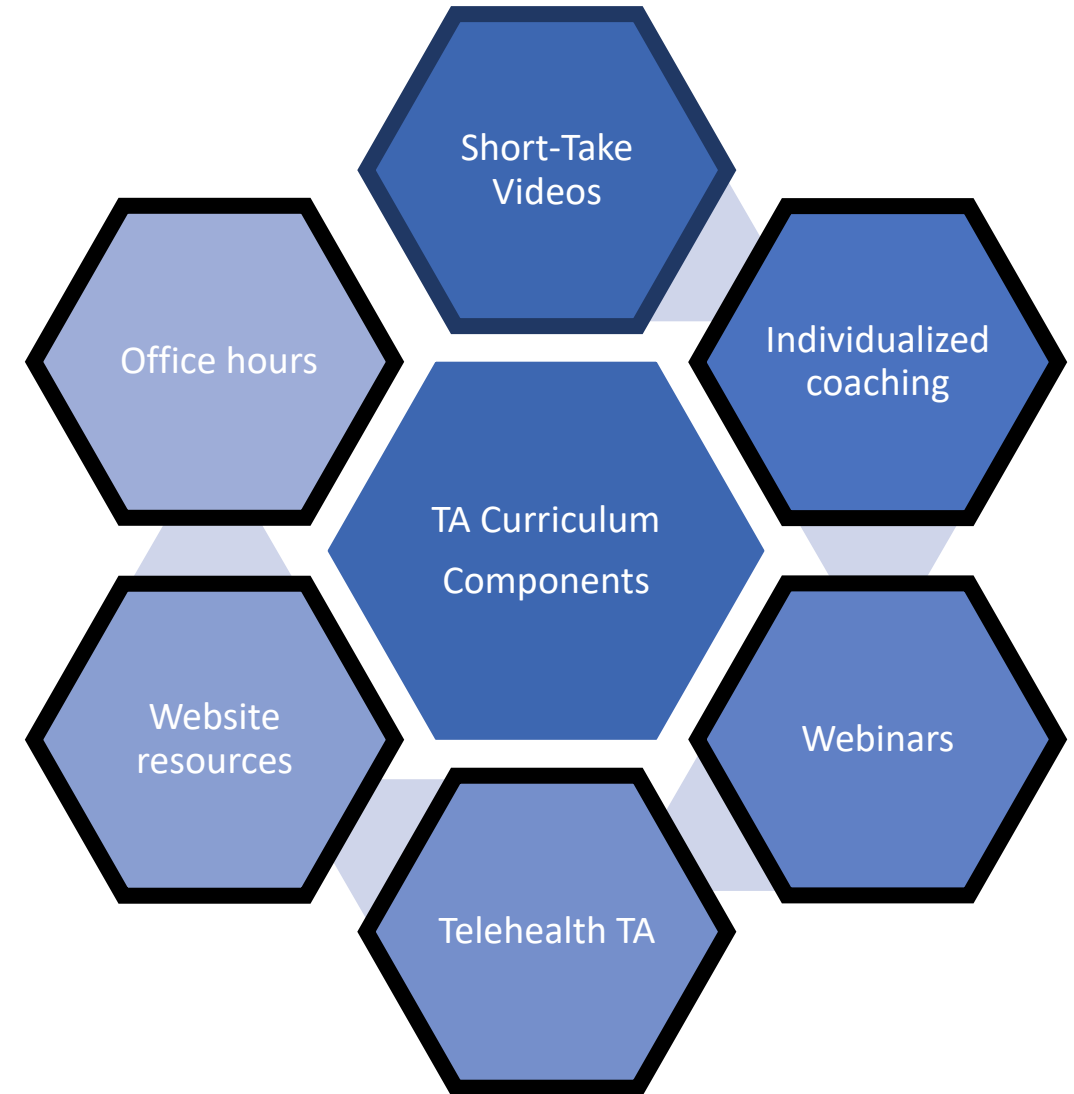 Short-Take
Videos
Individualized
coaching
Office hours
TA Curriculum
Components
Website
resources
Webinars
Telehealth TA